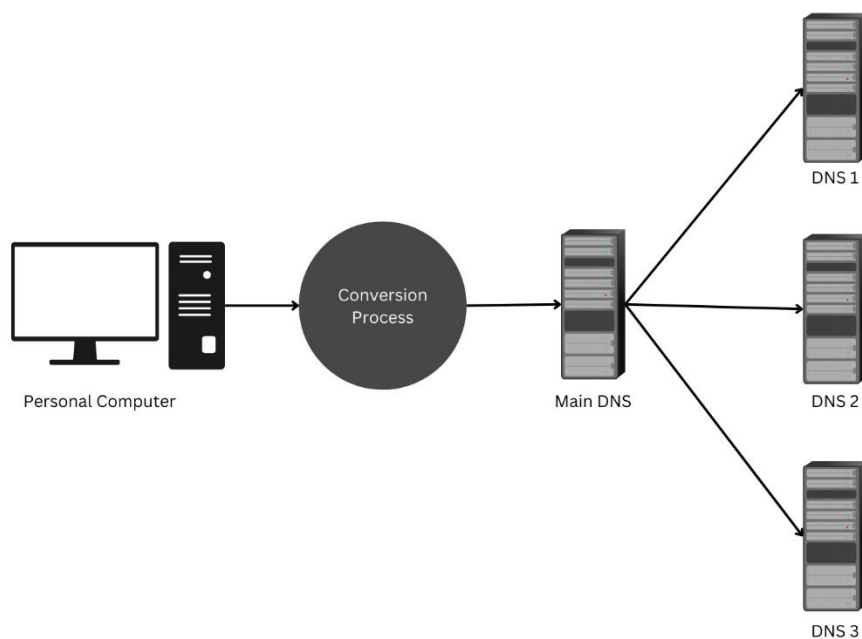 Personal Computer
Conversion
Process
Main DNS
DNS 1
DNS 2
DNS 3